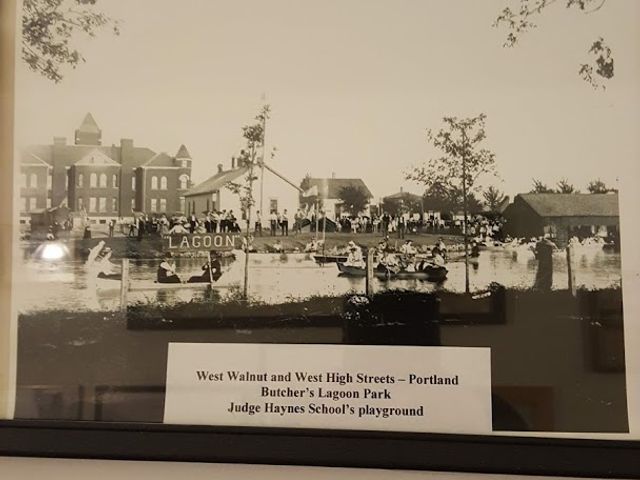 "LAGOON"
West Walnut and West High Streets – Portland
Butcher's Lagoon Park
Judge Haynes School's playground